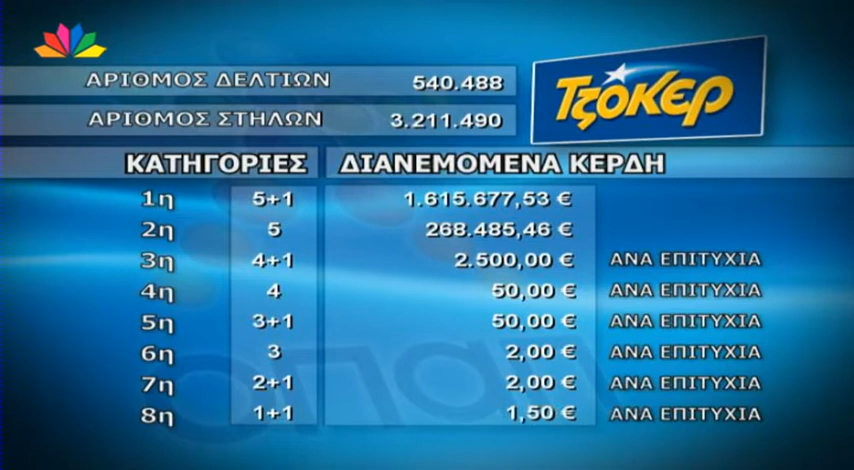 ΑΡΙΘΜΟΣ ΔΕΛΤΙΩΝ 540.488
ΑΡΙΘΜΟΣ ΣΤΗΛΩΝ 3.211.490
ΤΖΟΚΕΡ
ΚΑΤΗΓΟΡΙΕΣ ΔΙΑΝΕΜΟΜΕΝΑ ΚΕΡΔΗ
1η 5+1 1.615.677,53 €
2η 5 268.485,46 €
3η 4+1 2.500,00 € ΑΝΑ ΕΠΙΤΥΧΙΑ
4η 4 50,00 € ΑΝΑ ΕΠΙΤΥΧΙΑ
5η 3+1 50,00 € ΑΝΑ ΕΠΙΤΥΧΙΑ
6η 3 2,00 € ΑΝΑ ΕΠΙΤΥΧΙΑ
7η 2+1 2,00 € ΑΝΑ ΕΠΙΤΥΧΙΑ
8η 1+1 1,50 € ΑΝΑ ΕΠΙΤΥΧΙΑ
οπαπ